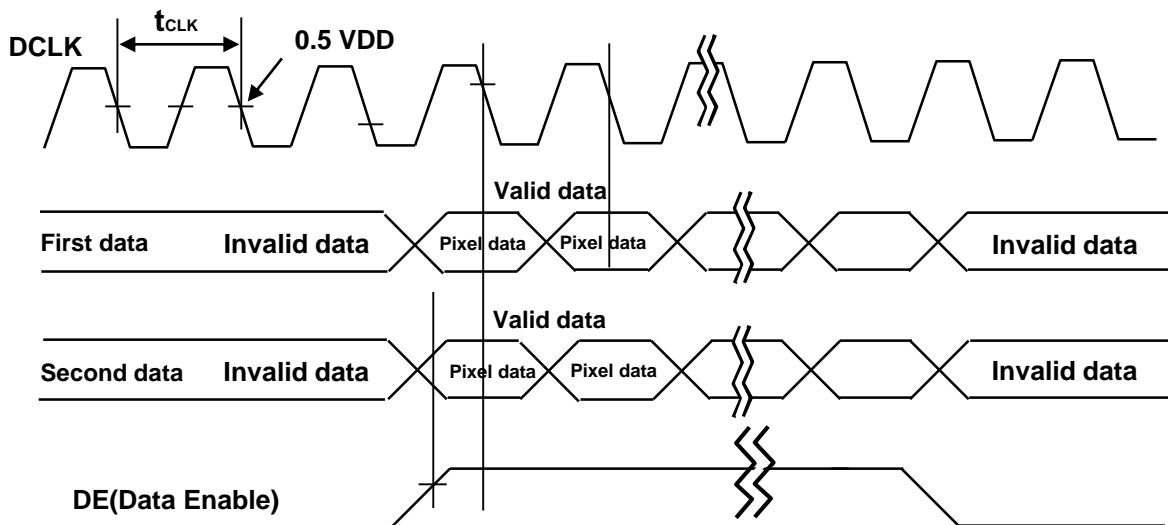 tCLK
DCLK
0.5 VDD
Valid data
First data
Invalid data
Pixel data
Pixel data
Invalid data
Valid data
Second data
Invalid data
Pixel data
Pixel data
Invalid data
DE(Data Enable)